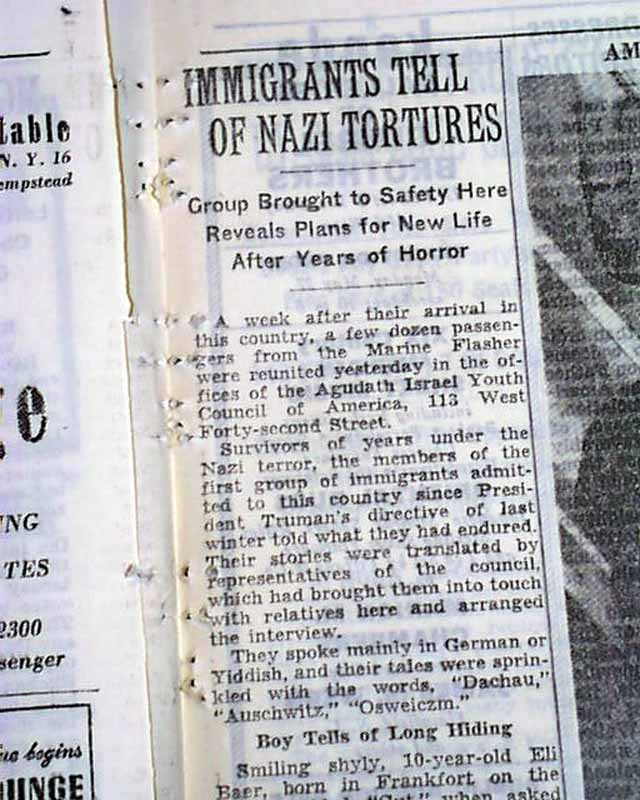 table
N. Y. 16
empstead
e
NG
TES
2300
senger
begins
UNGE
AM
IMMIGRANTS TELL
OF NAZI TORTURES
Group Brought to Safety Here
Reveals Plans for New Life
After Years of Horror
A week after their arrival in
this country, a few dozen passen-
gers from the Marine Flasher
were reunited yesterday in the of-
fices of the Agudath Israel Youth
Council of America, 113 West
Forty-second Street.
Survivors of years under the
Nazi terror, the members of the
first group of immigrants admit-
ted to this country since Presi-
dent Truman's directive of last
winter told what they had endured.
Their stories were translated by
representatives of the council,
which had brought them into touch
with relatives here and arranged
the interview.
They spoke mainly in German or
Yiddish, and their tales were sprin-
kled with the words, "Dachau,"
"Auschwitz," "Osweiczm."
Boy Tells of Long Hiding
Smiling shyly, 10-year-old Eli
Baer, born in Frankfort on the
"Gut" when asked